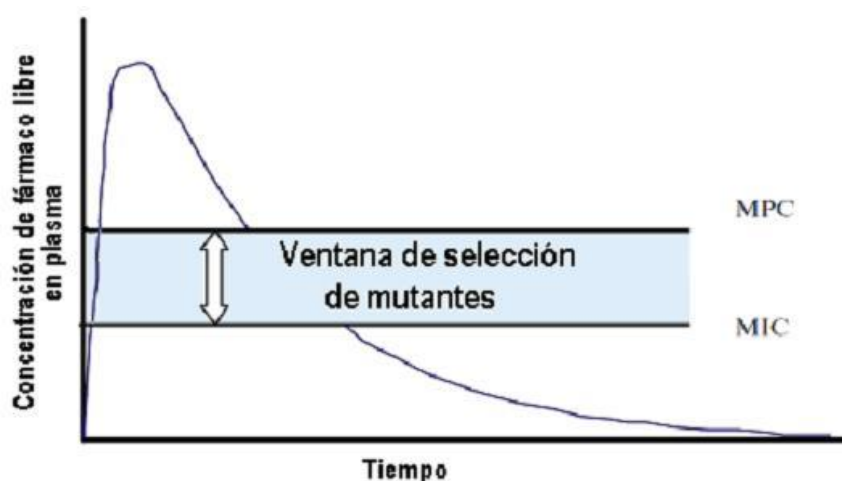 Concentración de fármaco libre
en plasma
MPC
Ventana de selección
de mutantes
MIC
Tiempo